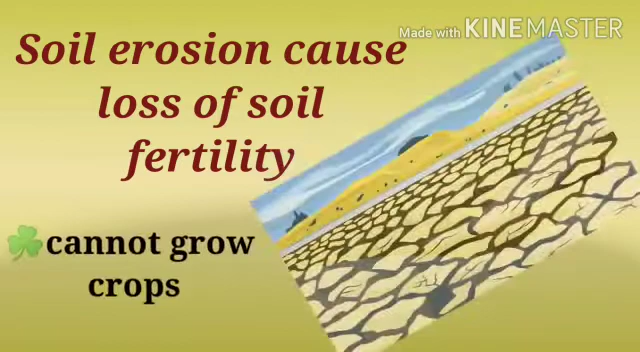 Made with KINEMASTER
Soil erosion cause
loss of soil
fertility
☘cannot grow
crops